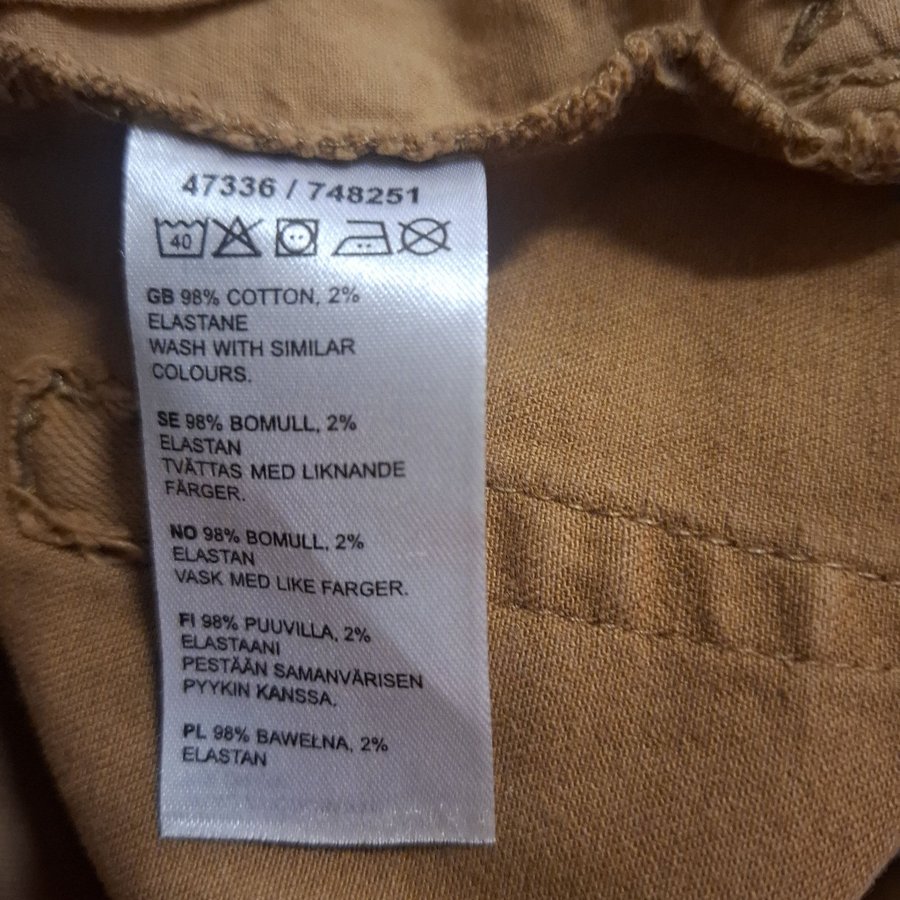 47336 / 748251
40
GB 98% COTTON, 2%
ELASTANE
WASH WITH SIMILAR
COLOURS.
SE 98% BOMULL, 2%
ELASTAN
TVÄTTAS MED LIKNANDE
FÄRGER.
NO 98% BOMULL, 2%
ELASTAN
VASK MED LIKE FARGER.
FI 98% PUUVILLA, 2%
ELASTAANI
PESTÄÄN SAMANVÄRISEN
PYYKIN KANSSA.
PL 98% BAWEŁNA, 2%
ELASTAN